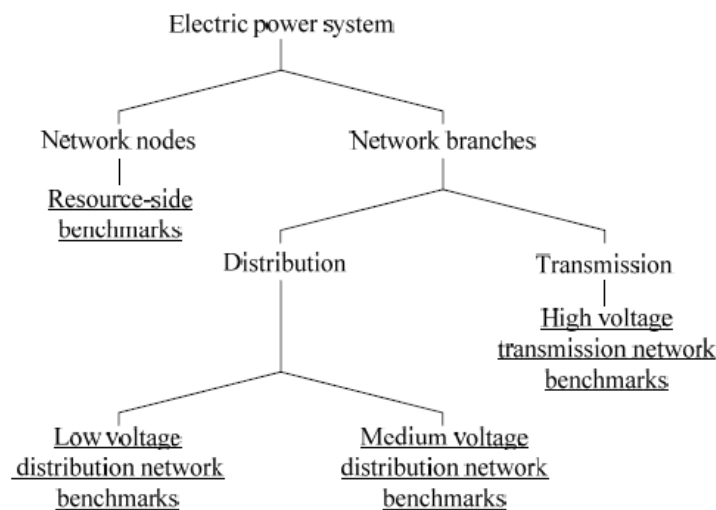 Electric power system
Network nodes
Network branches
Resource-side
benchmarks
Distribution
Transmission
High voltage
transmission network
benchmarks
Low voltage
distribution network
benchmarks
Medium voltage
distribution network
benchmarks